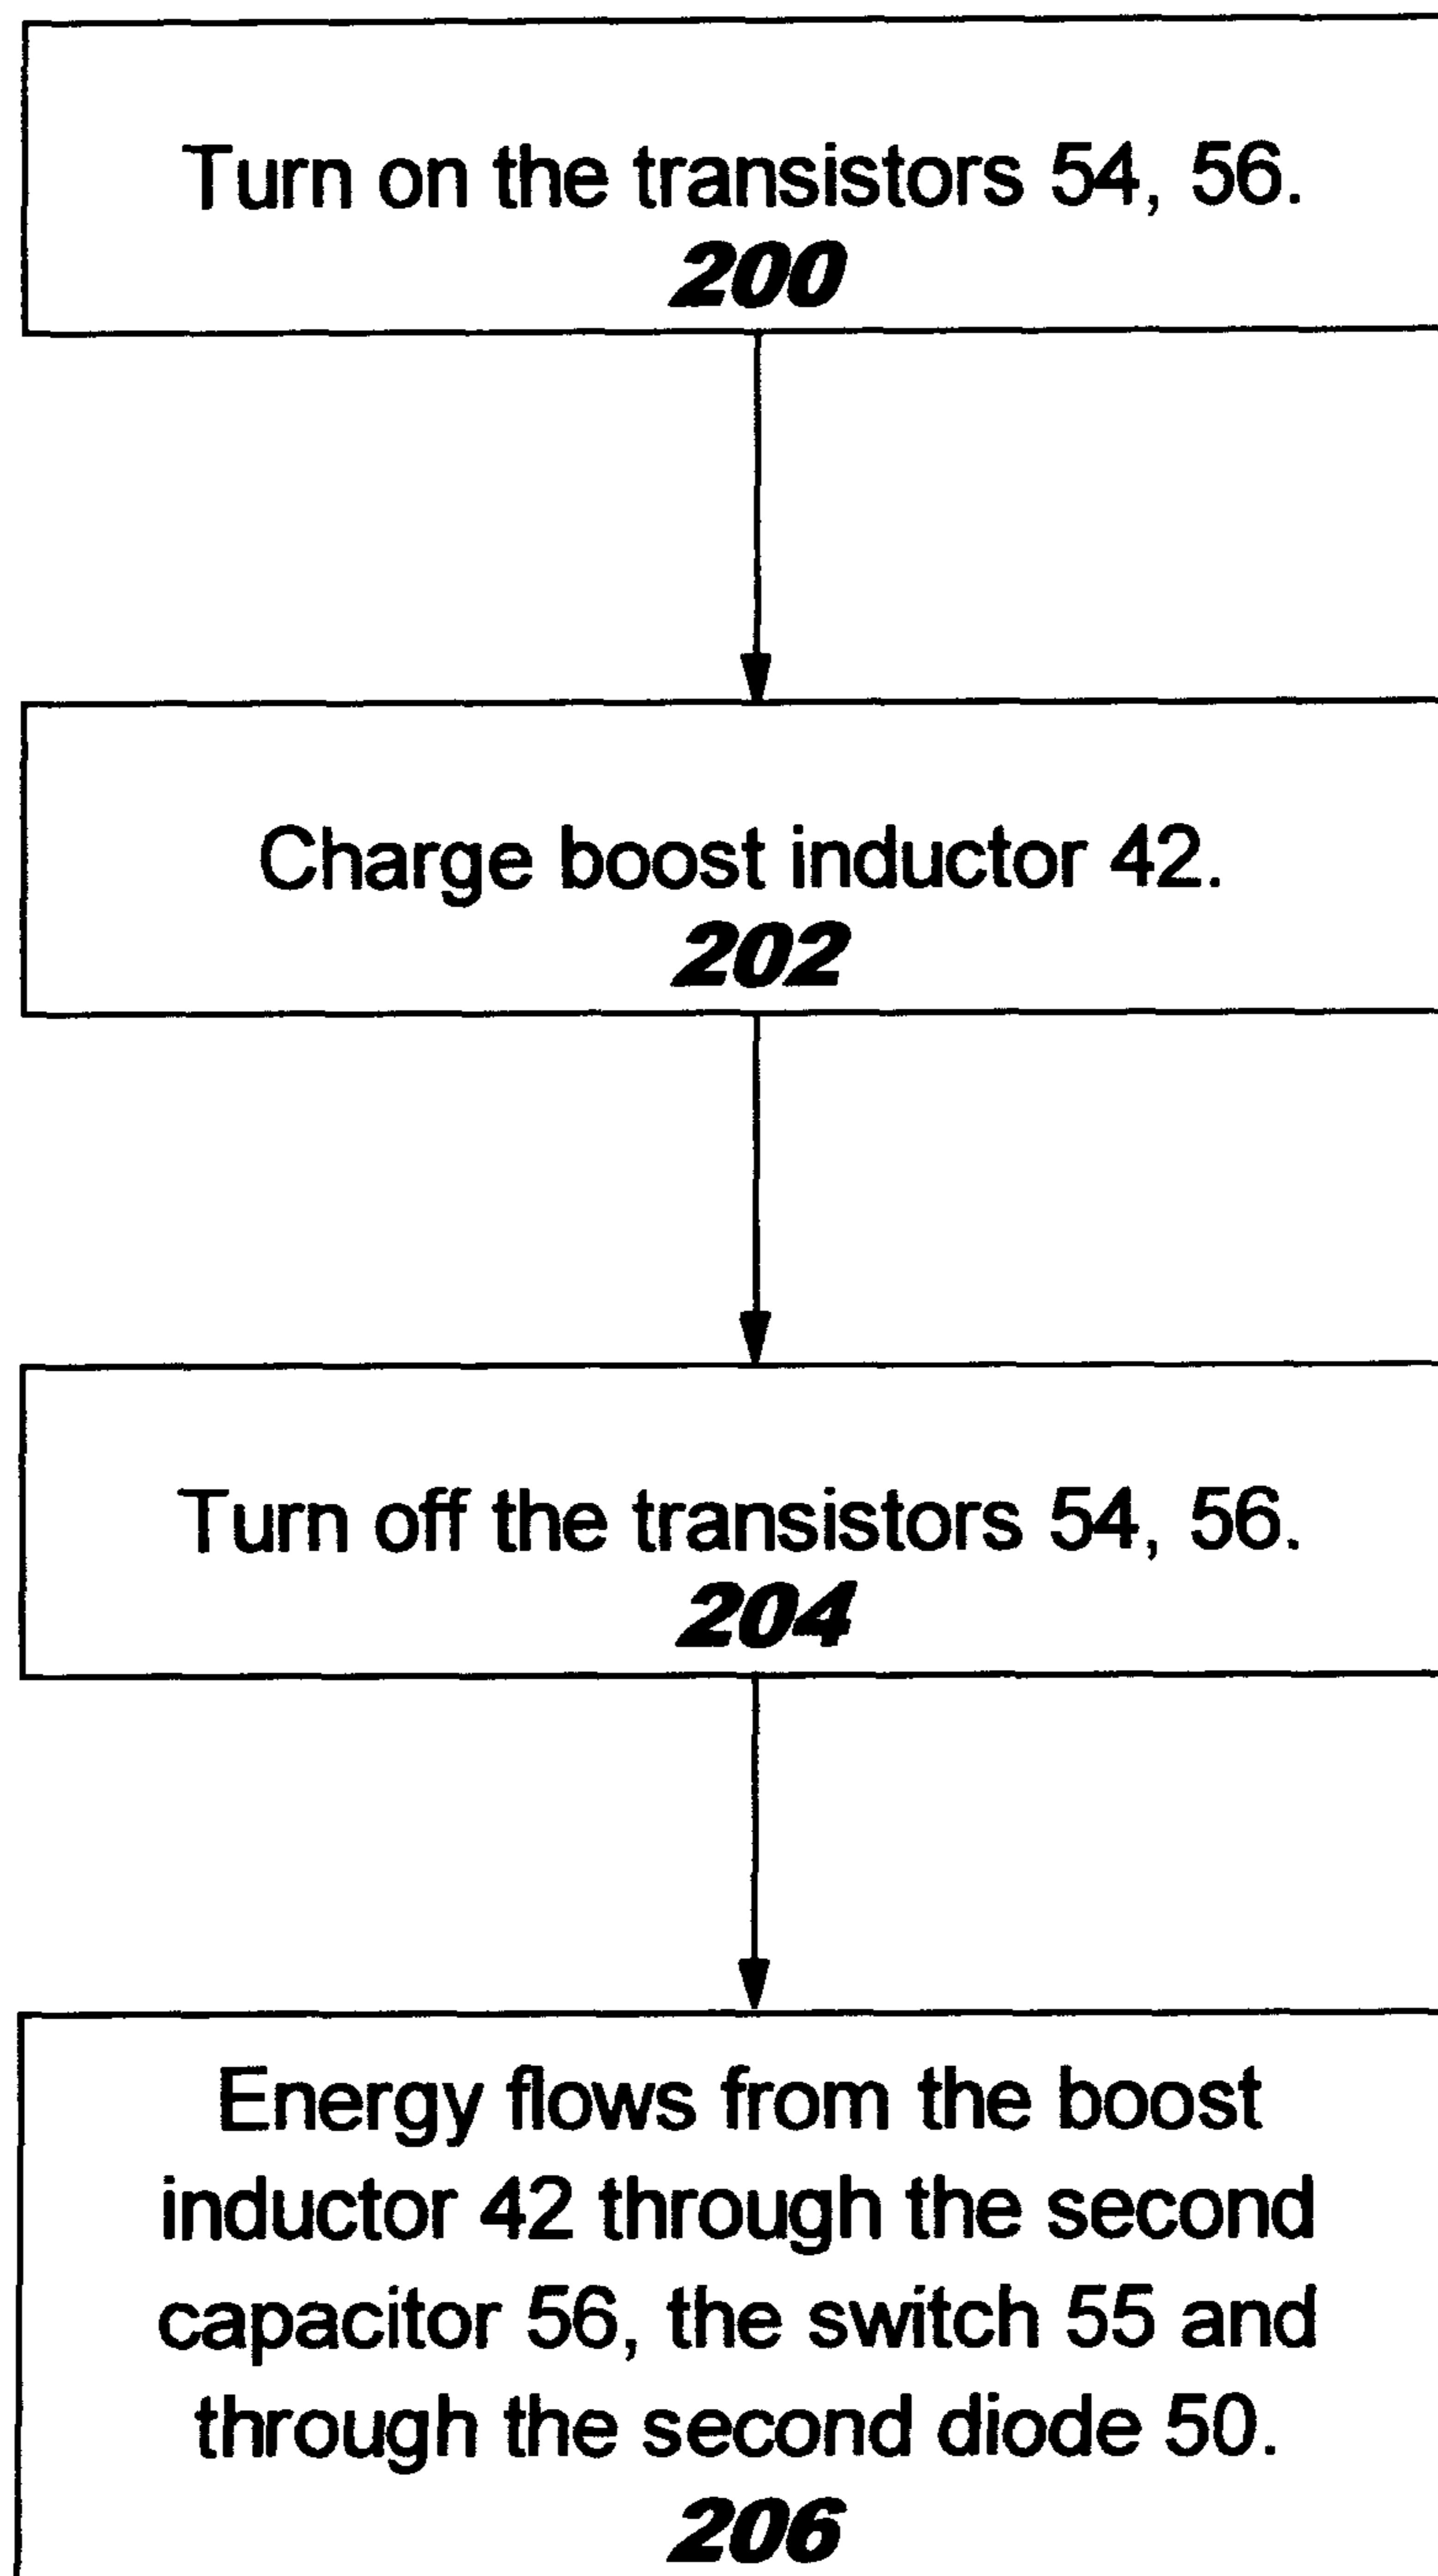 Turn on the transistors 54, 56.
200
Charge boost inductor 42.
202
Turn off the transistors 54, 56.
204
Energy flows from the boost
inductor 42 through the second
capacitor 56, the switch 55 and
through the second diode 50.
206